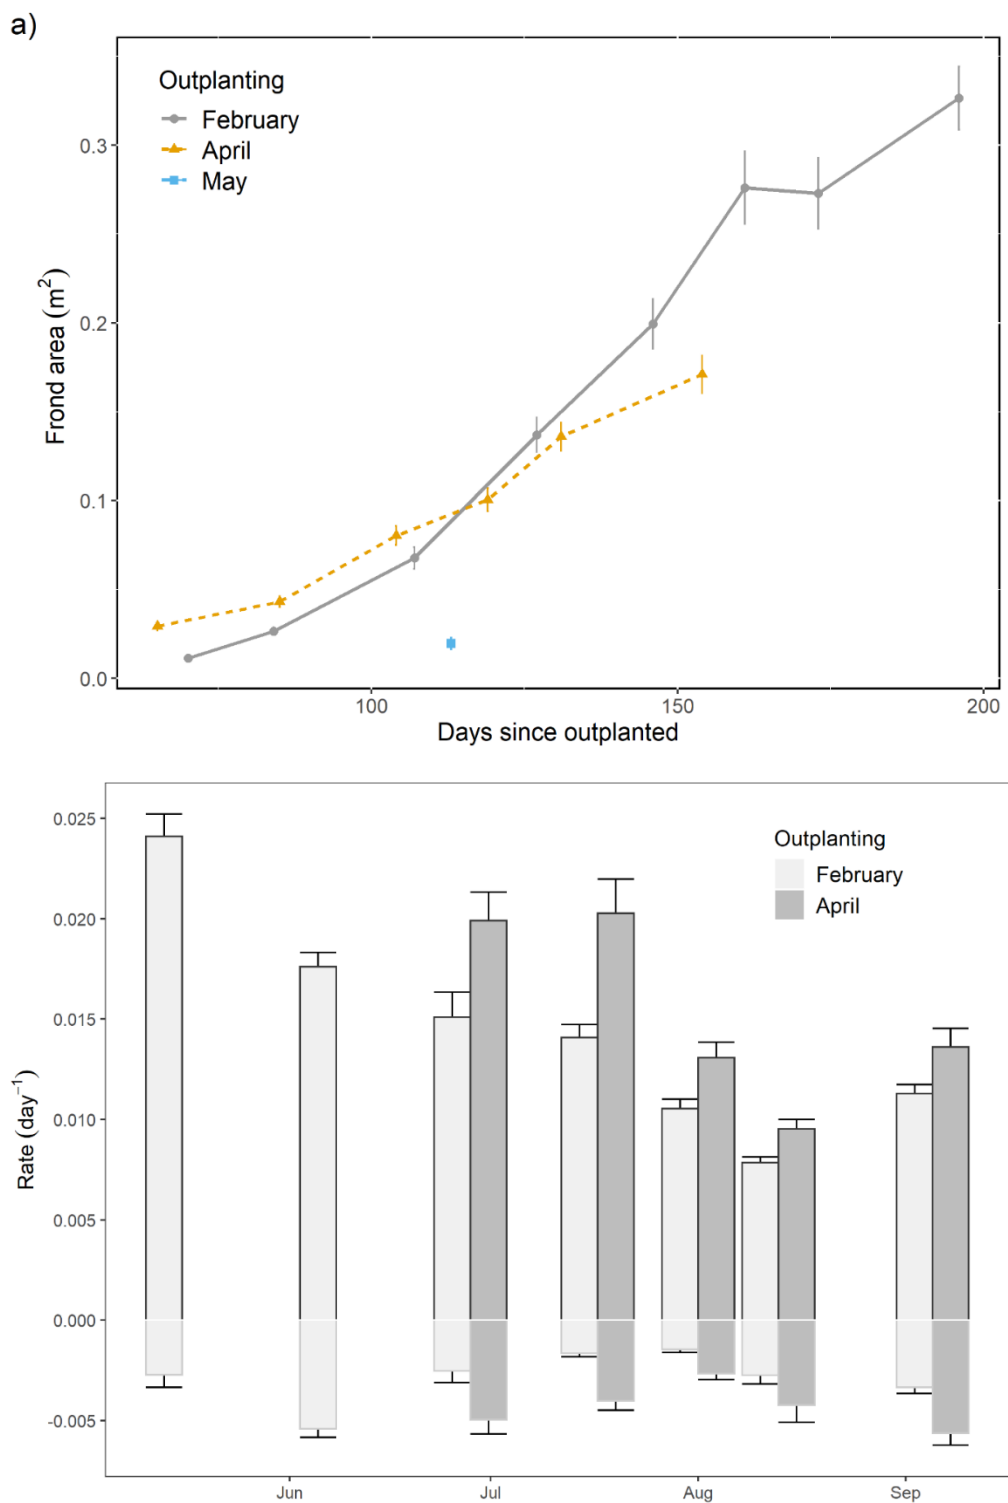 a)
Outplanting
February
April
May
0.3
0.2
0.1
0.0
Frond area (m²)
100
150
200
Days since outplanted
0.025
0.020
0.015
0.010
0.005
0.000
-0.005
Rate (day⁻¹)
Outplanting
February
April
Jun
Jul
Aug
Sep